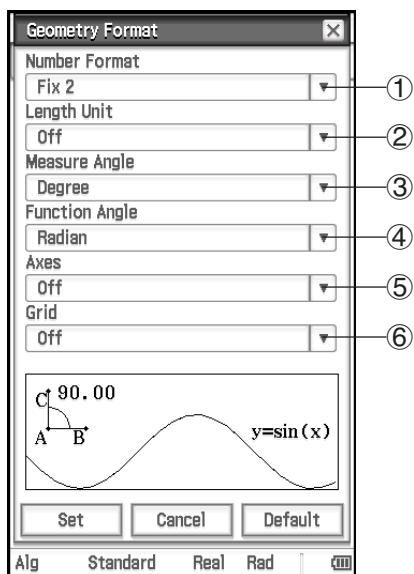 Geometry Format
Number Format
Fix 2 ①
Length Unit
Off ②
Measure Angle
Degree ③
Function Angle
Radian ④
Axes
Off ⑤
Grid
Off ⑥
C 90.00
A B y=sin(x)
Set Cancel Default
Alg Standard Real Rad